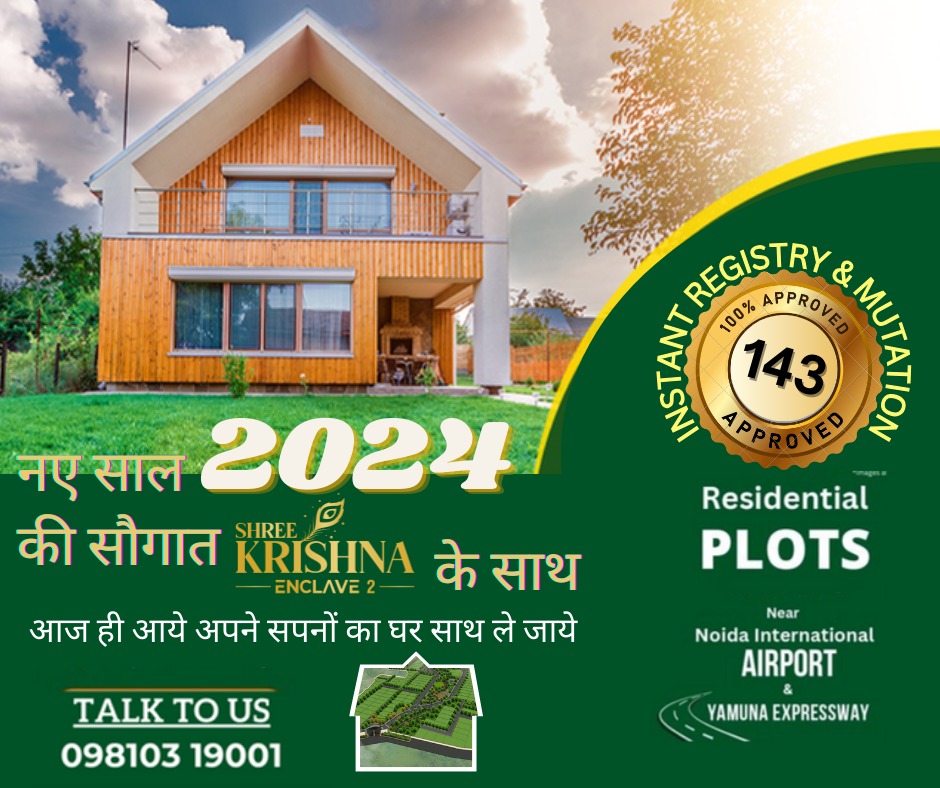 INSTANT REGISTRY & MUTATION
100% APPROVED
143
APPROVED
नए साल 2024
की सौगात SHREE KRISHNA ENCLAVE 2 के साथ
आज ही आये अपने सपनों का घर साथ ले जाये
TALK TO US
098103 19001
Residential
PLOTS
Near
Noida International
AIRPORT
&
YAMUNA EXPRESSWAY